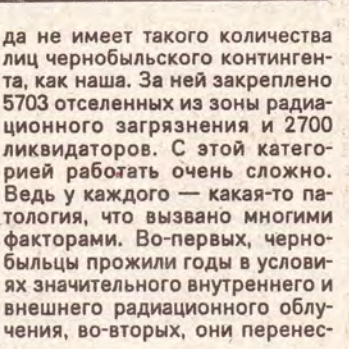 да не имеет такого количества
лиц чернобыльского континген-
та, как наша. За ней закреплено
5703 отселенных из зоны радиа-
ционного загрязнения и 2700
ликвидаторов. С этой катего-
рией работать очень сложно.
Ведь у каждого — какая-то па-
тология, что вызвано многими
факторами. Во-первых, черно-
быльцы прожили годы в услови-
ях значительного внутреннего и
внешнего радиационного облу-
чения, во-вторых, они перенес-